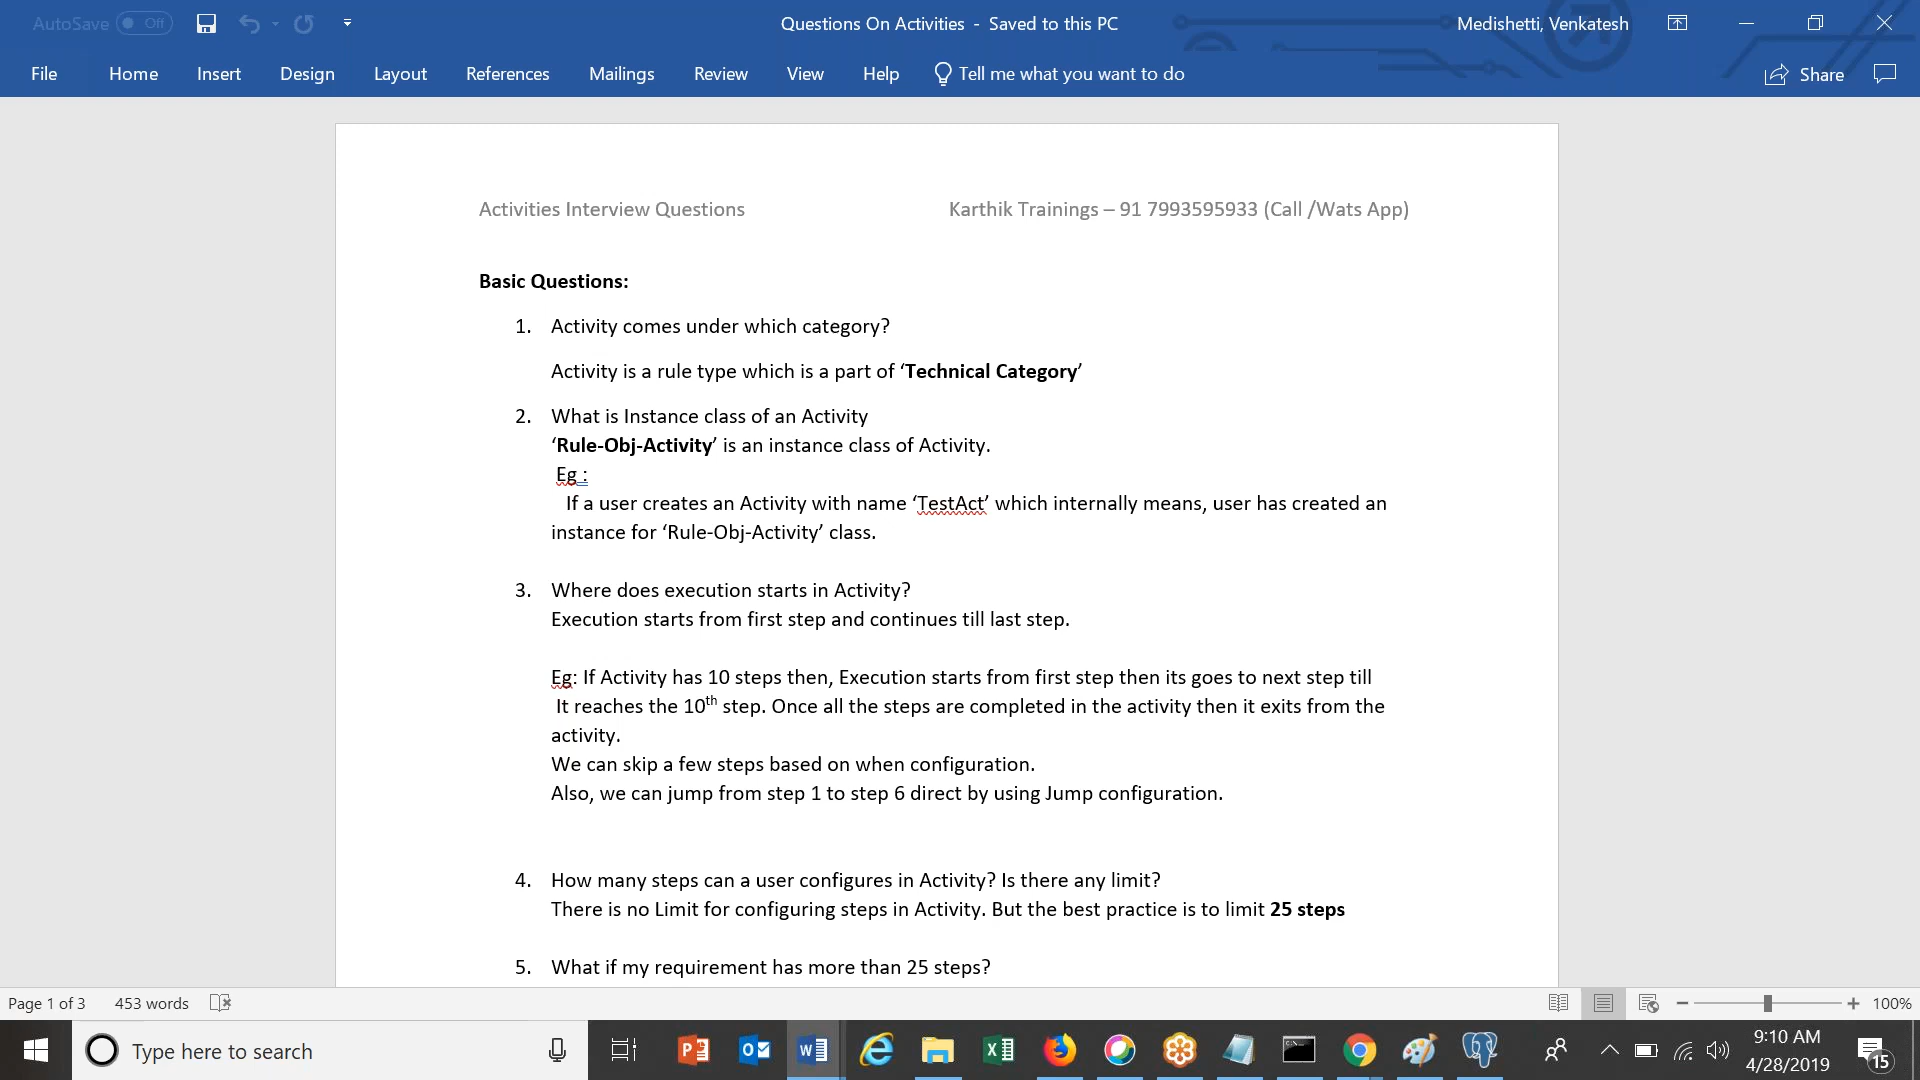 AutoSave Off
Questions On Activities - Saved to this PC
Medishetti, Venkatesh
File Home Insert Design Layout References Mailings Review View Help Tell me what you want to do Share
Activities Interview Questions Karthik Trainings – 91 7993595933 (Call /Wats App)
Basic Questions:
1. Activity comes under which category?
Activity is a rule type which is a part of ‘Technical Category’
2. What is Instance class of an Activity
‘Rule-Obj-Activity’ is an instance class of Activity.
Eg :
If a user creates an Activity with name ‘TestAct’ which internally means, user has created an
instance for ‘Rule-Obj-Activity’ class.
3. Where does execution starts in Activity?
Execution starts from first step and continues till last step.
Eg: If Activity has 10 steps then, Execution starts from first step then its goes to next step till
It reaches the 10th step. Once all the steps are completed in the activity then it exits from the
activity.
We can skip a few steps based on when configuration.
Also, we can jump from step 1 to step 6 direct by using Jump configuration.
4. How many steps can a user configures in Activity? Is there any limit?
There is no Limit for configuring steps in Activity. But the best practice is to limit 25 steps
5. What if my requirement has more than 25 steps?
Page 1 of 3 453 words 100%
Type here to search
9:10 AM
4/28/2019
15